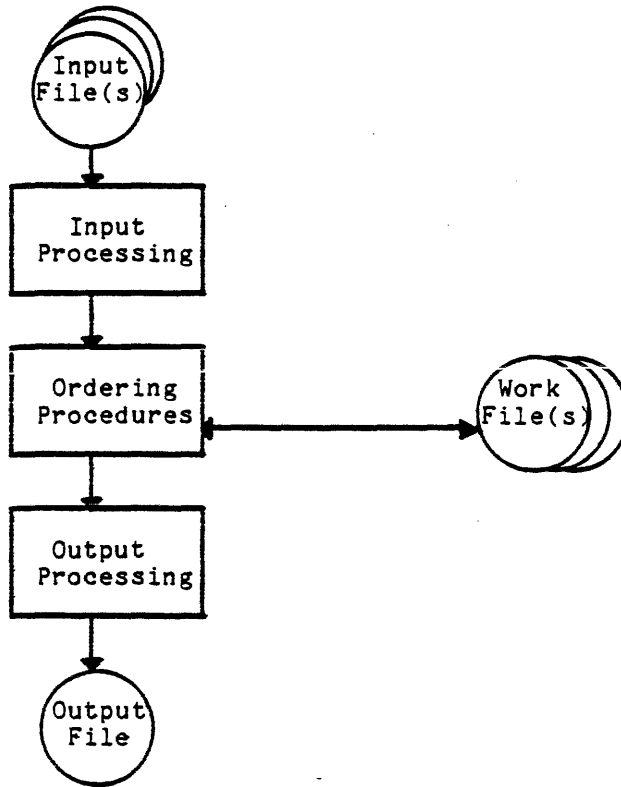 Input
File(s)
Input
Processing
Ordering
Procedures
Work
File(s)
Output
Processing
Output
File